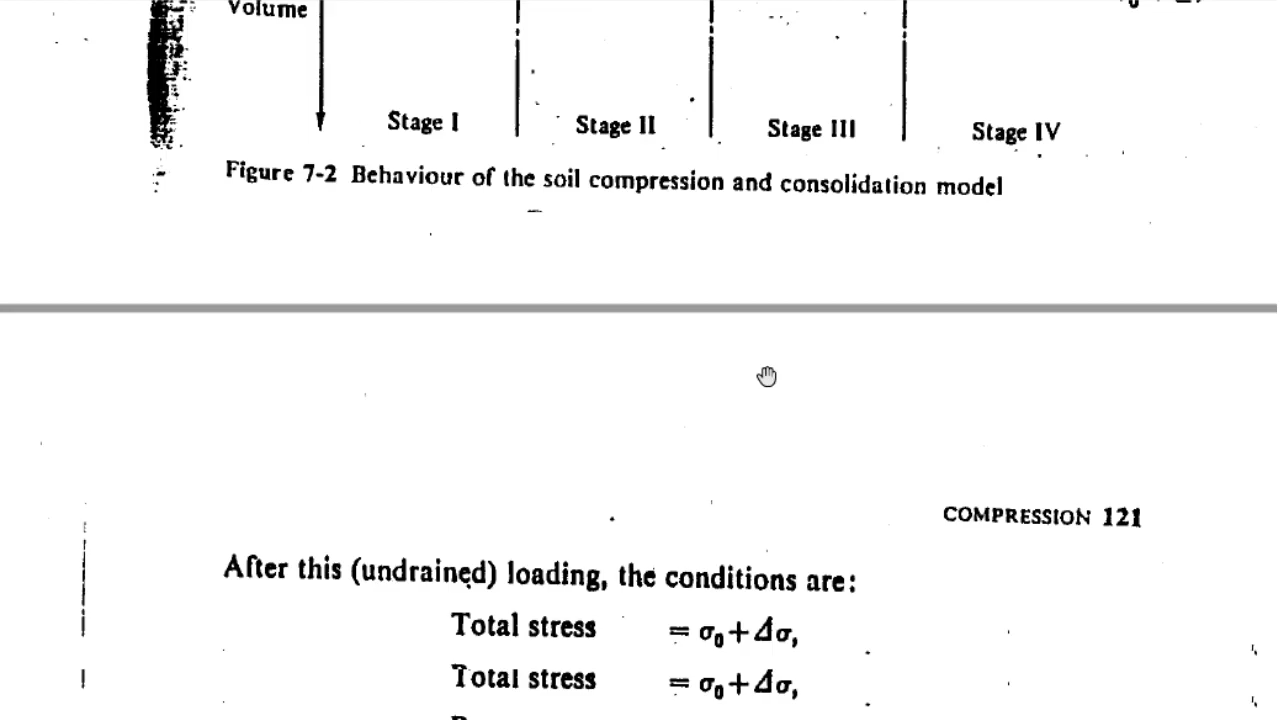 Volume
Stage I
Stage II
Stage III
Stage IV
Figure 7-2 Behaviour of the soil compression and consolidation model
COMPRESSION 121
After this (undrained) loading, the conditions are:
Total stress = σ₀+Δσ,
Total stress = σ₀+Δσ,